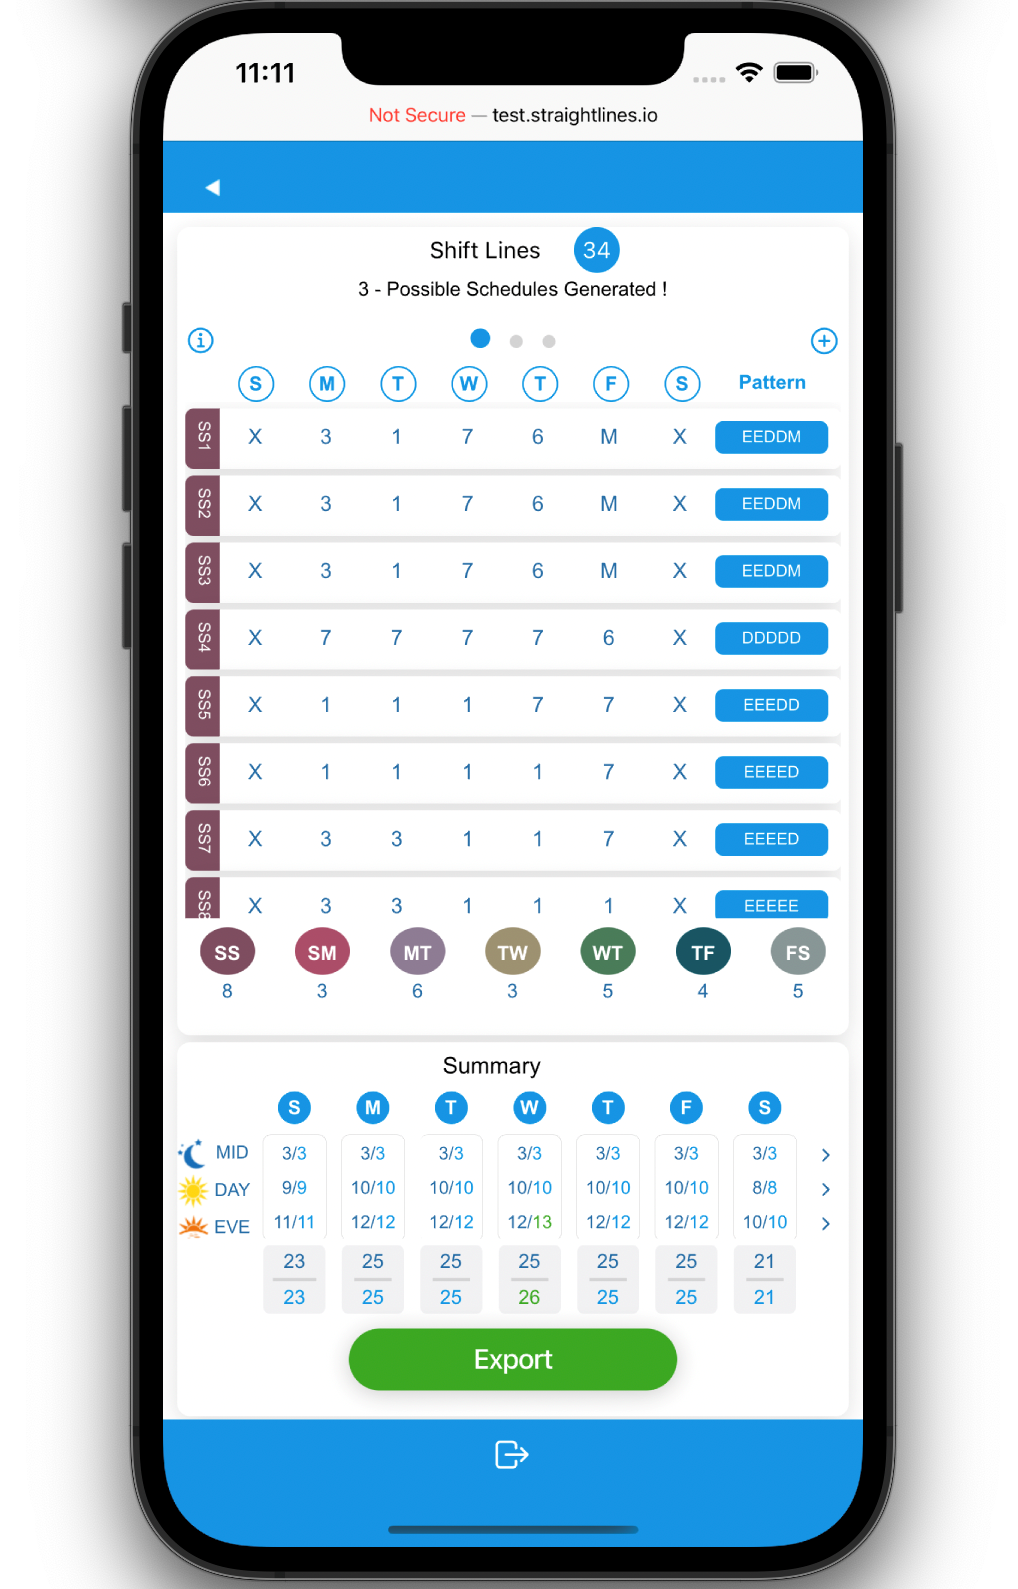 11:11
Not Secure — test.straightlines.io
Shift Lines 34
3 - Possible Schedules Generated !
S M T W T F S Pattern
SS1 X 3 1 7 6 M X EEDDM
SS2 X 3 1 7 6 M X EEDDM
SS3 X 3 1 7 6 M X EEDDM
SS4 X 7 7 7 7 6 X DDDDD
SS5 X 1 1 1 7 7 X EEEDD
SS6 X 1 1 1 1 7 X EEEED
SS7 X 3 3 1 1 7 X EEEED
SS8 X 3 3 1 1 1 X EEEEE
SS SM MT TW WT TF FS
8 3 6 3 5 4 5
Summary
S M T W T F S
MID 3/3 3/3 3/3 3/3 3/3 3/3 3/3
DAY 9/9 10/10 10/10 10/10 10/10 10/10 8/8
EVE 11/11 12/12 12/12 12/13 12/12 12/12 10/10
23 25 25 25 25 25 21
23 25 25 26 25 25 21
Export